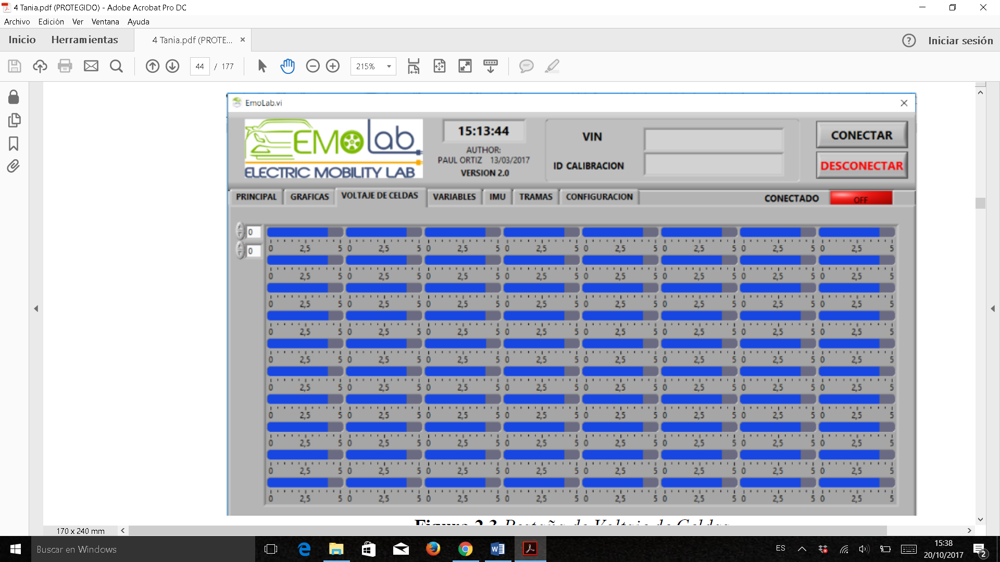 4 Tania.pdf (PROTEGIDO) - Adobe Acrobat Pro DC
Archivo Edición Ver Ventana Ayuda
Inicio Herramientas 4 Tania.pdf (PROTE... × Iniciar sesión
44 / 177 215%
EmoLab.vi
EMOlab
ELECTRIC MOBILITY LAB
15:13:44
AUTHOR:
PAUL ORTIZ 13/03/2017
VERSION 2.0
VIN
ID CALIBRACION
CONECTAR
DESCONECTAR
PRINCIPAL GRAFICAS VOLTAJE DE CELDAS VARIABLES IMU TRAMAS CONFIGURACION CONECTADO OFF
0
0
0 2,5 5 0 2,5 5 0 2,5 5 0 2,5 5 0 2,5 5 0 2,5 5 0 2,5 5 0 2,5 5
0 2,5 5 0 2,5 5 0 2,5 5 0 2,5 5 0 2,5 5 0 2,5 5 0 2,5 5 0 2,5 5
0 2,5 5 0 2,5 5 0 2,5 5 0 2,5 5 0 2,5 5 0 2,5 5 0 2,5 5 0 2,5 5
0 2,5 5 0 2,5 5 0 2,5 5 0 2,5 5 0 2,5 5 0 2,5 5 0 2,5 5 0 2,5 5
0 2,5 5 0 2,5 5 0 2,5 5 0 2,5 5 0 2,5 5 0 2,5 5 0 2,5 5 0 2,5 5
0 2,5 5 0 2,5 5 0 2,5 5 0 2,5 5 0 2,5 5 0 2,5 5 0 2,5 5 0 2,5 5
0 2,5 5 0 2,5 5 0 2,5 5 0 2,5 5 0 2,5 5 0 2,5 5 0 2,5 5 0 2,5 5
0 2,5 5 0 2,5 5 0 2,5 5 0 2,5 5 0 2,5 5 0 2,5 5 0 2,5 5 0 2,5 5
0 2,5 5 0 2,5 5 0 2,5 5 0 2,5 5 0 2,5 5 0 2,5 5 0 2,5 5 0 2,5 5
0 2,5 5 0 2,5 5 0 2,5 5 0 2,5 5 0 2,5 5 0 2,5 5 0 2,5 5 0 2,5 5
Figura 2.3 Pestaña de Voltaje de Celdas
170 x 240 mm
Buscar en Windows
ES
15:38
20/10/2017
2